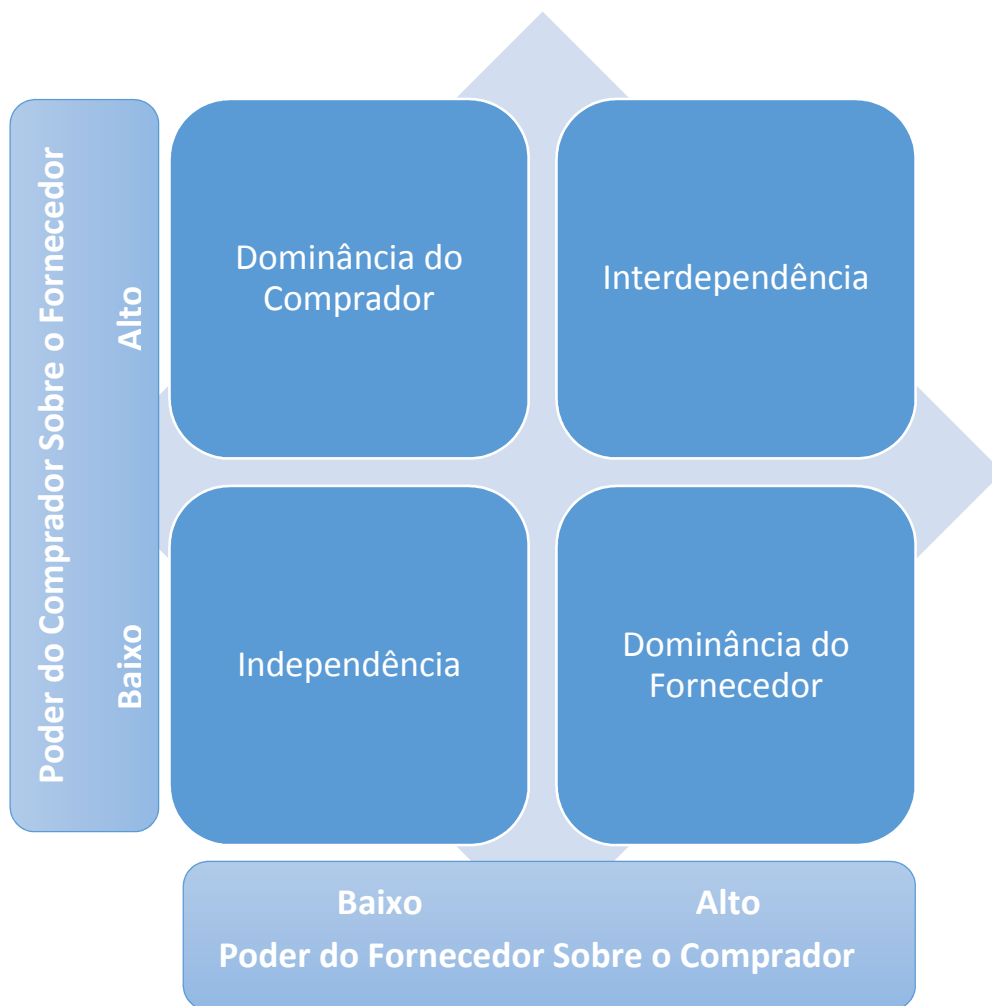 Poder do Comprador Sobre o Fornecedor
Alto
Baixo
Dominância do
Comprador
Interdependência
Independência
Dominância do
Fornecedor
Baixo
Alto
Poder do Fornecedor Sobre o Comprador